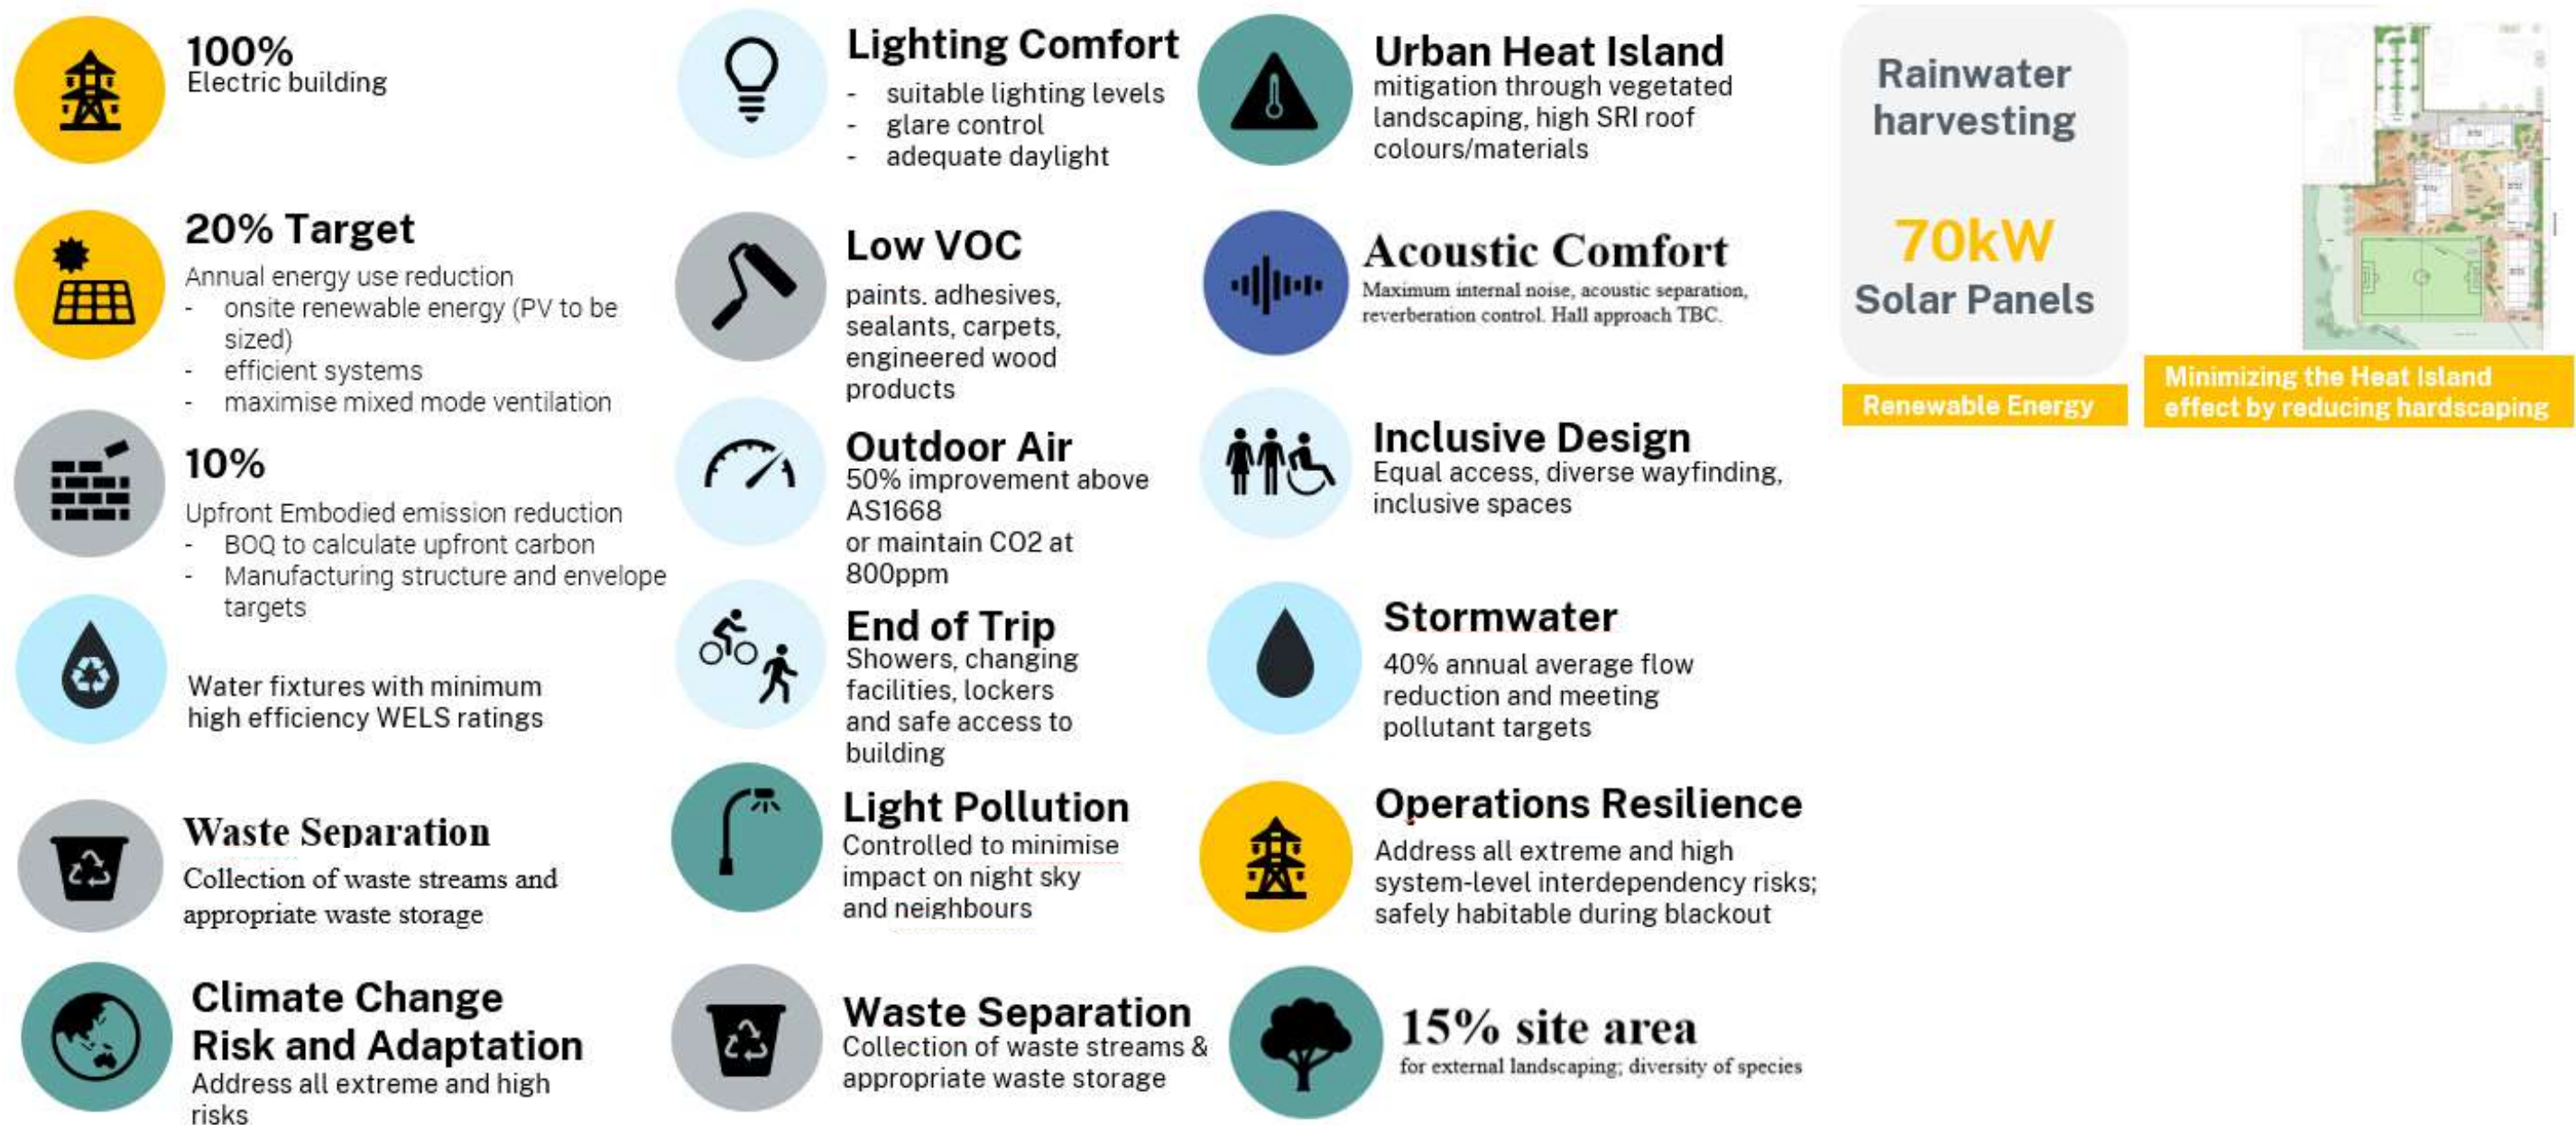 100%
Electric building
20% Target
Annual energy use reduction
- onsite renewable energy (PV to be
sized)
- efficient systems
- maximise mixed mode ventilation
10%
Upfront Embodied emission reduction
- BOQ to calculate upfront carbon
- Manufacturing structure and envelope
targets
Water fixtures with minimum
high efficiency WELS ratings
Waste Separation
Collection of waste streams and
appropriate waste storage
Climate Change
Risk and Adaptation
Address all extreme and high
risks
Lighting Comfort
- suitable lighting levels
- glare control
- adequate daylight
Low VOC
paints. adhesives,
sealants, carpets,
engineered wood
products
Outdoor Air
50% improvement above
AS1668
or maintain CO2 at
800ppm
End of Trip
Showers, changing
facilities, lockers
and safe access to
building
Light Pollution
Controlled to minimise
impact on night sky
and neighbours
Waste Separation
Collection of waste streams &
appropriate waste storage
Urban Heat Island
mitigation through vegetated
landscaping, high SRI roof
colours/materials
Acoustic Comfort
Maximum internal noise, acoustic separation,
reverberation control. Hall approach TBC.
Inclusive Design
Equal access, diverse wayfinding,
inclusive spaces
Stormwater
40% annual average flow
reduction and meeting
pollutant targets
Operations Resilience
Address all extreme and high
system-level interdependency risks;
safely habitable during blackout
15% site area
for external landscaping; diversity of species
Rainwater
harvesting
70kW
Solar Panels
Renewable Energy
Minimizing the Heat Island
effect by reducing hardscaping